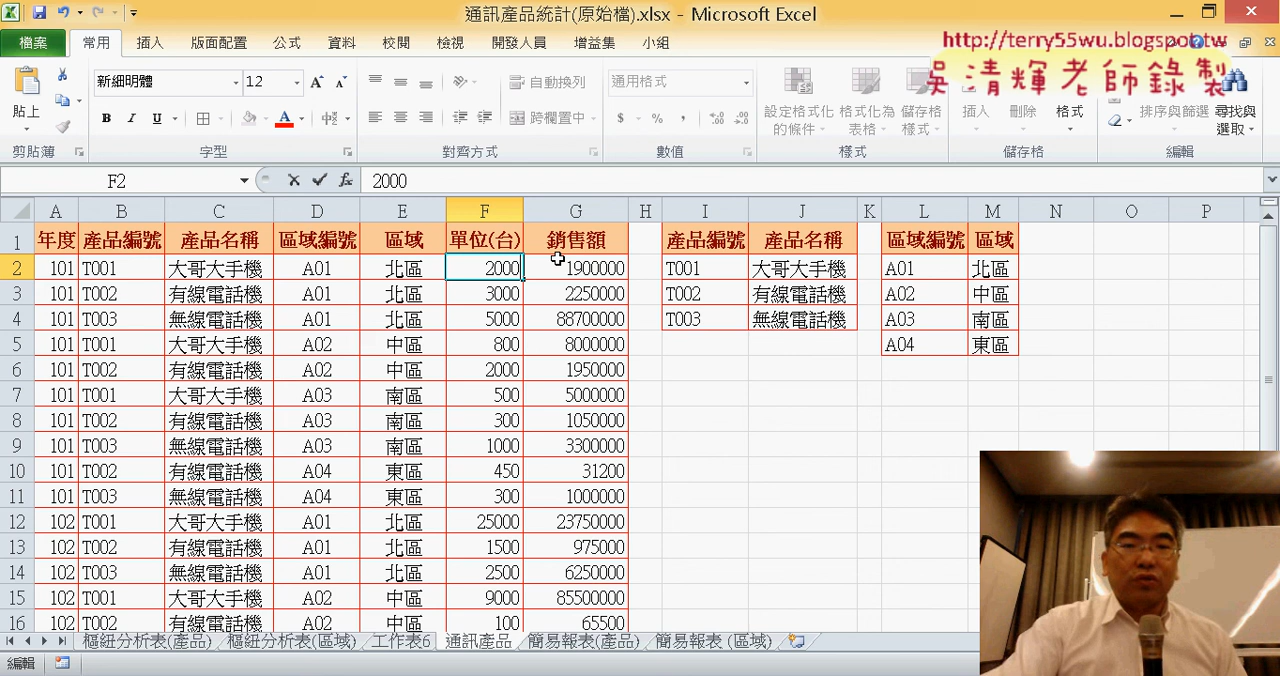 通訊產品統計(原始檔).xlsx - Microsoft Excel
檔案 常用 插入 版面配置 公式 資料 校閱 檢視 開發人員 增益集 小組
http://terry55wu.blogspot.tw
吳清輝老師錄製
貼上 新細明體 12 自動換列 通用格式 設定格式化的條件 格式化為表格 儲存格樣式 插入 刪除 格式 排序與篩選 尋找與選取
B I U A 中 跨欄置中 $ %
剪貼簿 字型 對齊方式 數值 樣式 儲存格 編輯
F2 fx 2000
A B C D E F G H I J K L M N O P
1 年度 產品編號 產品名稱 區域編號 區域 單位(台) 銷售額 產品編號 產品名稱 區域編號 區域
2 101 T001 大哥大手機 A01 北區 2000 1900000 T001 大哥大手機 A01 北區
3 101 T002 有線電話機 A01 北區 3000 2250000 T002 有線電話機 A02 中區
4 101 T003 無線電話機 A01 北區 5000 88700000 T003 無線電話機 A03 南區
5 101 T001 大哥大手機 A02 中區 800 8000000 A04 東區
6 101 T002 有線電話機 A02 中區 2000 1950000
7 101 T001 大哥大手機 A03 南區 500 5000000
8 101 T002 有線電話機 A03 南區 300 1050000
9 101 T003 無線電話機 A03 南區 1000 3300000
10 101 T002 有線電話機 A04 東區 450 31200
11 101 T003 無線電話機 A04 東區 300 1000000
12 102 T001 大哥大手機 A01 北區 25000 23750000
13 102 T002 有線電話機 A01 北區 1500 975000
14 102 T003 無線電話機 A01 北區 2500 6250000
15 102 T001 大哥大手機 A02 中區 9000 85500000
16 102 T002 有線電話機 A02 中區 100 65500
樞紐分析表(產品) 樞紐分析表(區域) 工作表6 通訊產品 簡易報表(產品) 簡易報表 (區域)
編輯